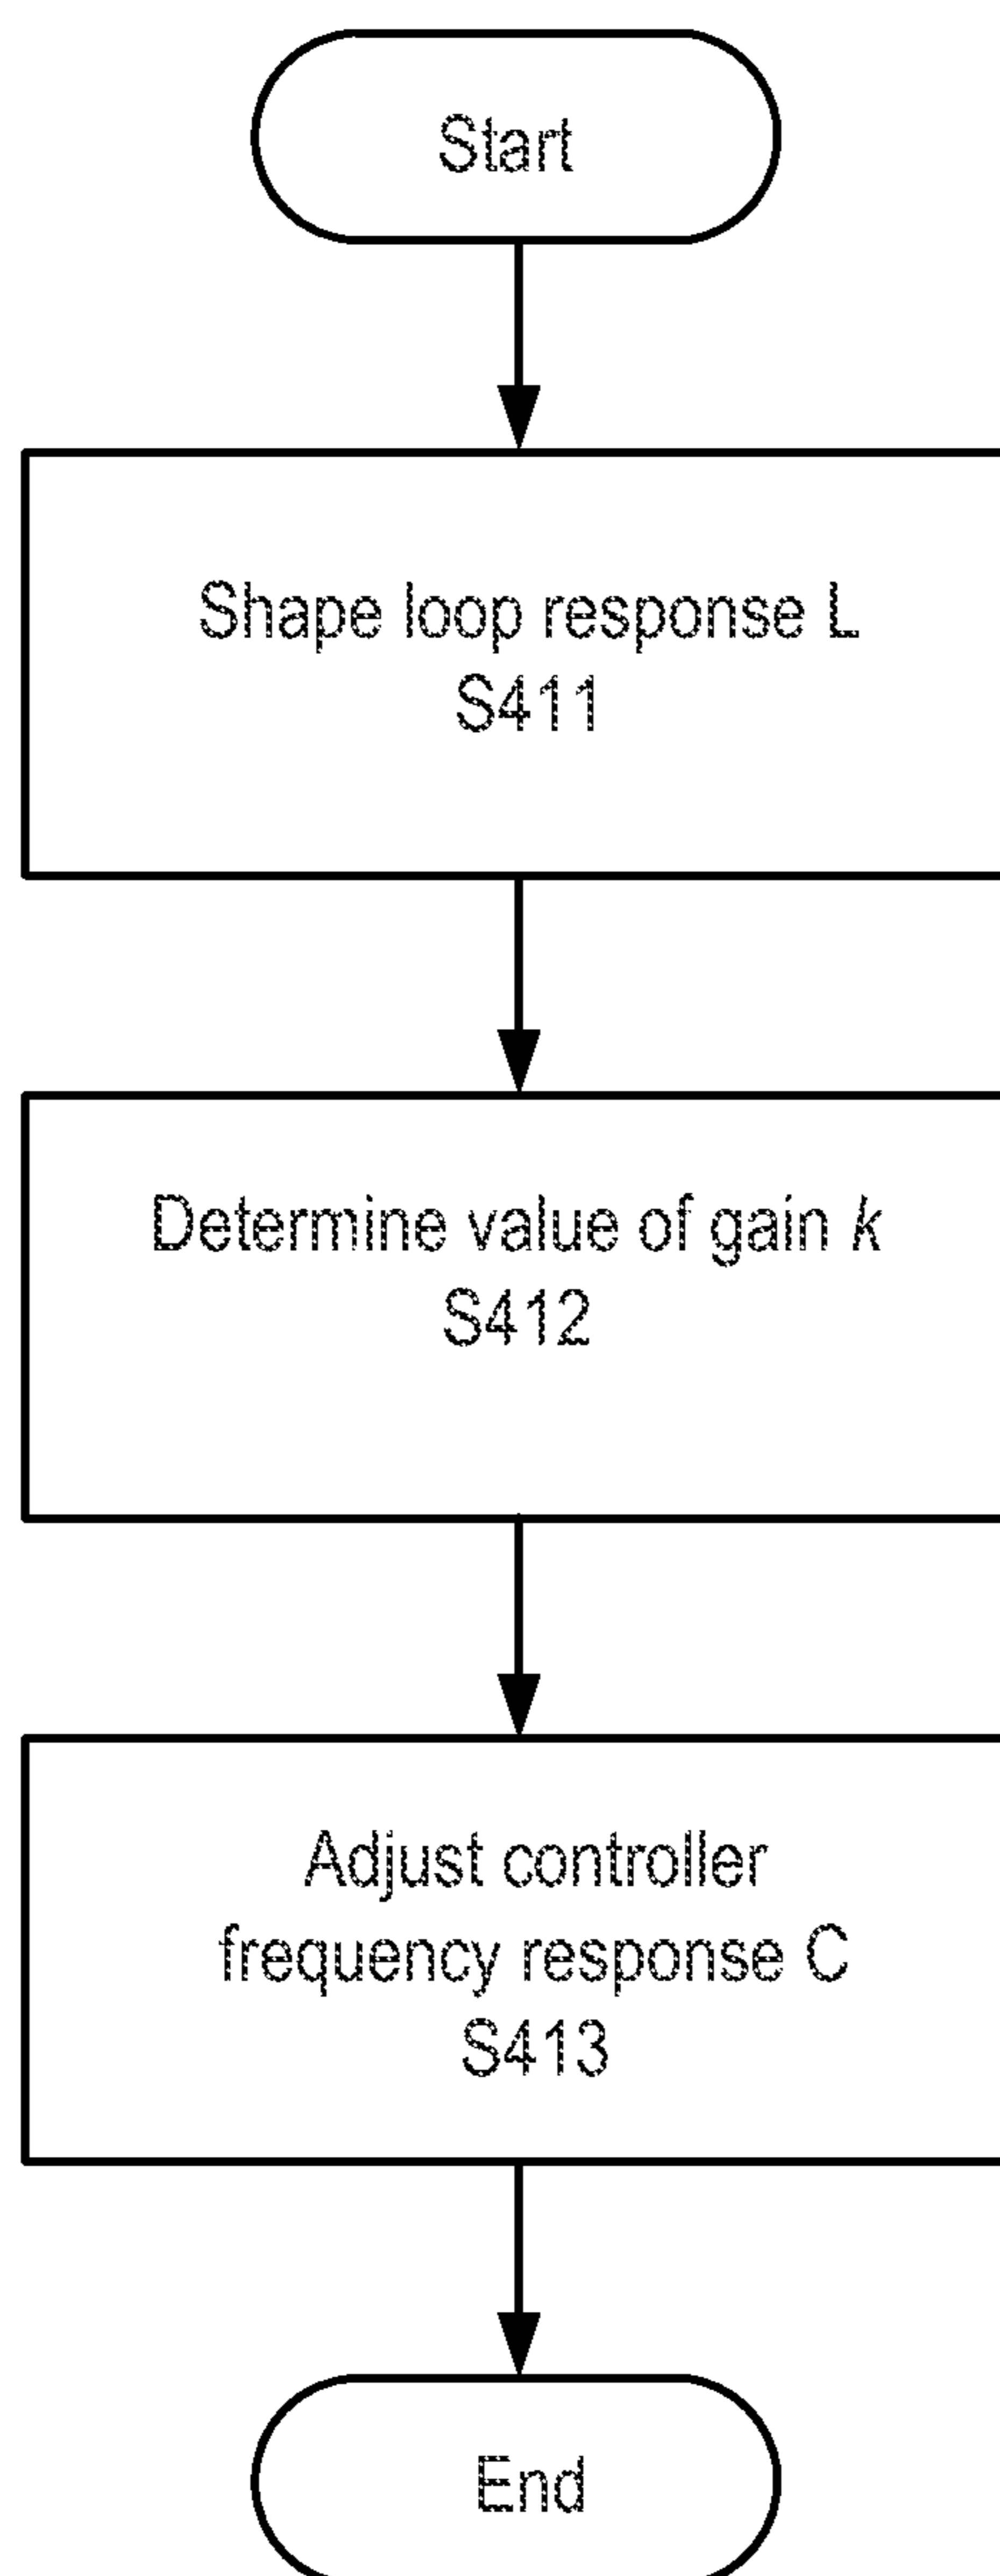 Start
Shape loop response L
S411
Determine value of gain k
S412
Adjust controller
frequency response C
S413
End